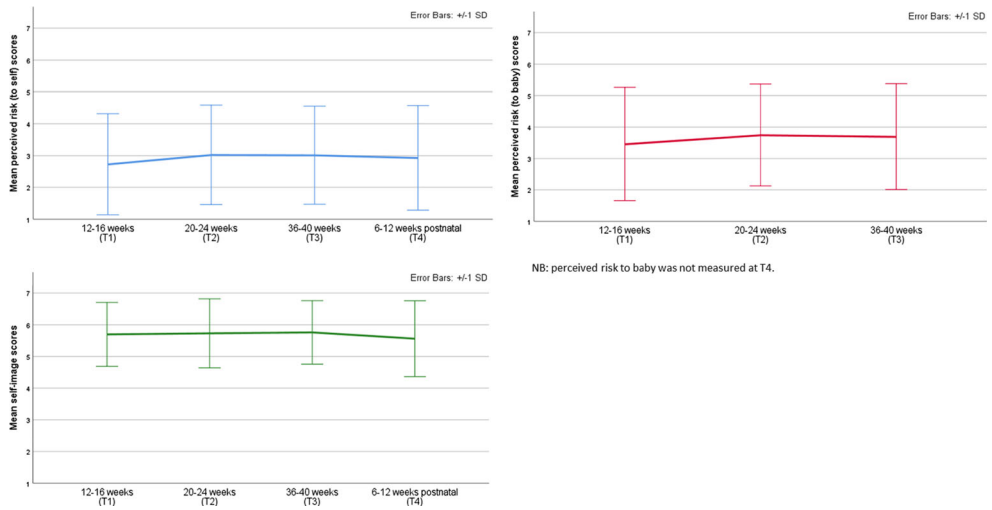 Error Bars: +/-1 SD
Mean perceived risk (to self) scores
7
6
5
4
3
2
1
12-16 weeks
(T1)
20-24 weeks
(T2)
36-40 weeks
(T3)
6-12 weeks postnatal
(T4)
Error Bars: +/-1 SD
Mean perceived risk (to baby) scores
7
6
5
4
3
2
1
12-16 weeks
(T1)
20-24 weeks
(T2)
36-40 weeks
(T3)
NB: perceived risk to baby was not measured at T4.
Error Bars: +/-1 SD
Mean self-image scores
7
6
5
4
3
2
1
12-16 weeks
(T1)
20-24 weeks
(T2)
36-40 weeks
(T3)
6-12 weeks postnatal
(T4)